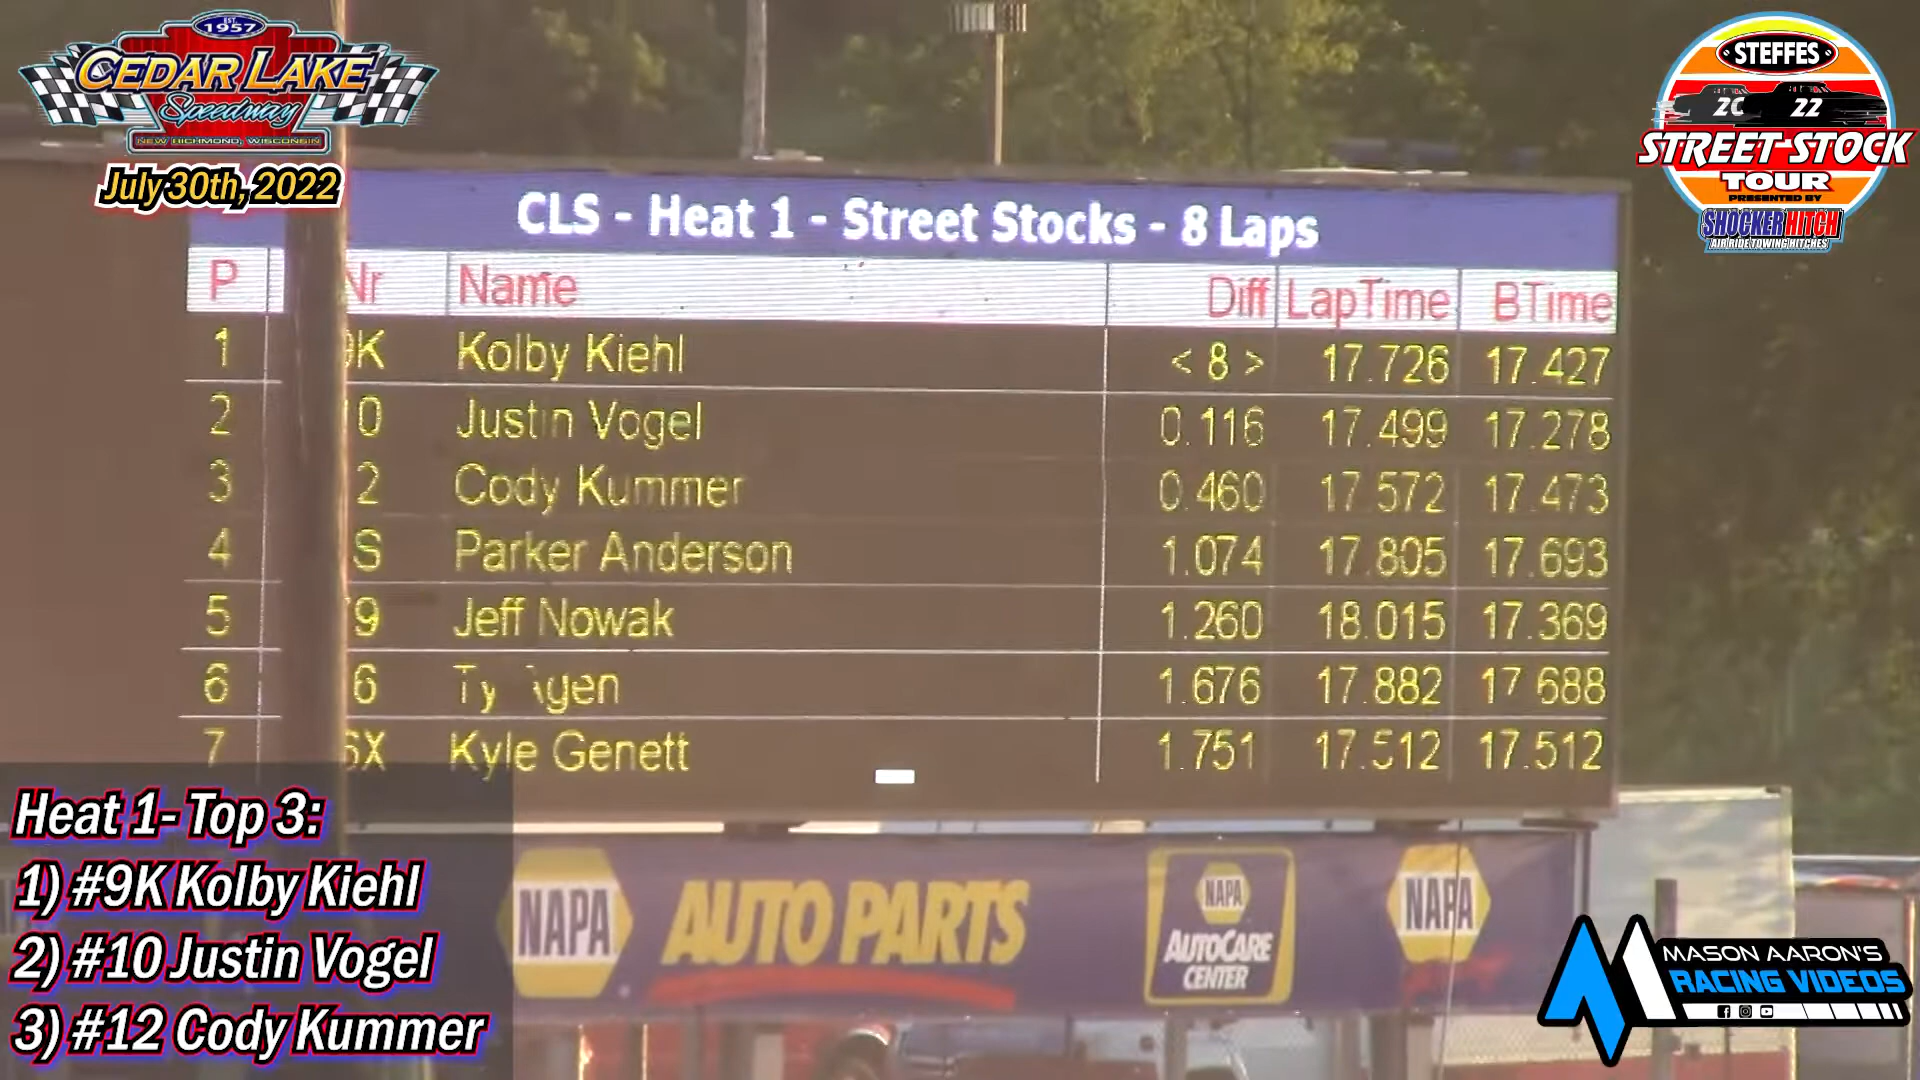 EST. 1957
CEDAR LAKE
Speedway
NEW RICHMOND, WISCONSIN
July 30th, 2022
STEFFES
22
STREET STOCK
TOUR
PRESENTED BY
SHOCKER HITCH
AIR RIDE TOWING HITCHES
CLS - Heat 1 - Street Stocks - 8 Laps
P Nr Name Diff LapTime BTime
1 9K Kolby Kiehl < 8 > 17.726 17.427
2 0 Justin Vogel 0.116 17.499 17.278
3 2 Cody Kummer 0.460 17.572 17.473
4 S Parker Anderson 1.074 17.805 17.693
5 9 Jeff Nowak 1.260 18.015 17.369
6 6 Ty 1.676 17.882 17.688
7 Kyle Genett 1.751 17.512 17.512
Heat 1- Top 3:
1) #9K Kolby Kiehl
2) #10 Justin Vogel
3) #12 Cody Kummer
NAPA AUTO PARTS
NAPA
AUTOCARE
CENTER
NAPA
MASON AARON'S
RACING VIDEOS